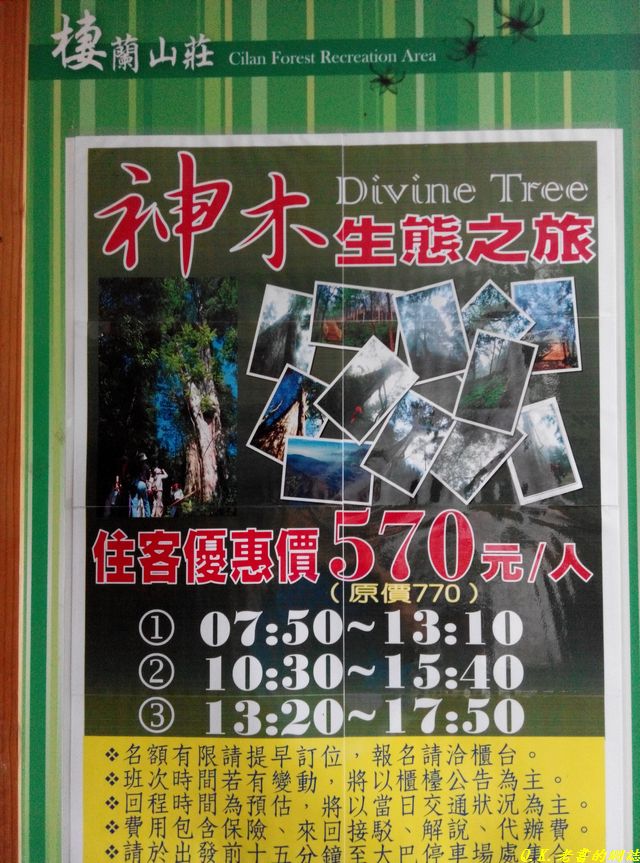 棲蘭山莊 Cilan Forest Recreation Area
神木 Divine Tree
生態之旅
住客優惠價570元/人
(原價770)
① 07:50~13:10
② 10:30~15:40
③ 13:20~17:50
❖名額有限請提早訂位，報名請洽櫃台。
❖班次時間若有變動，將以櫃檯公告為主。
❖回程時間為預估，將以當日交通狀況為主。
❖費用包含保險、來回接駁、解說、代辦費。
❖請於出發前十五分鐘至大巴停車場處